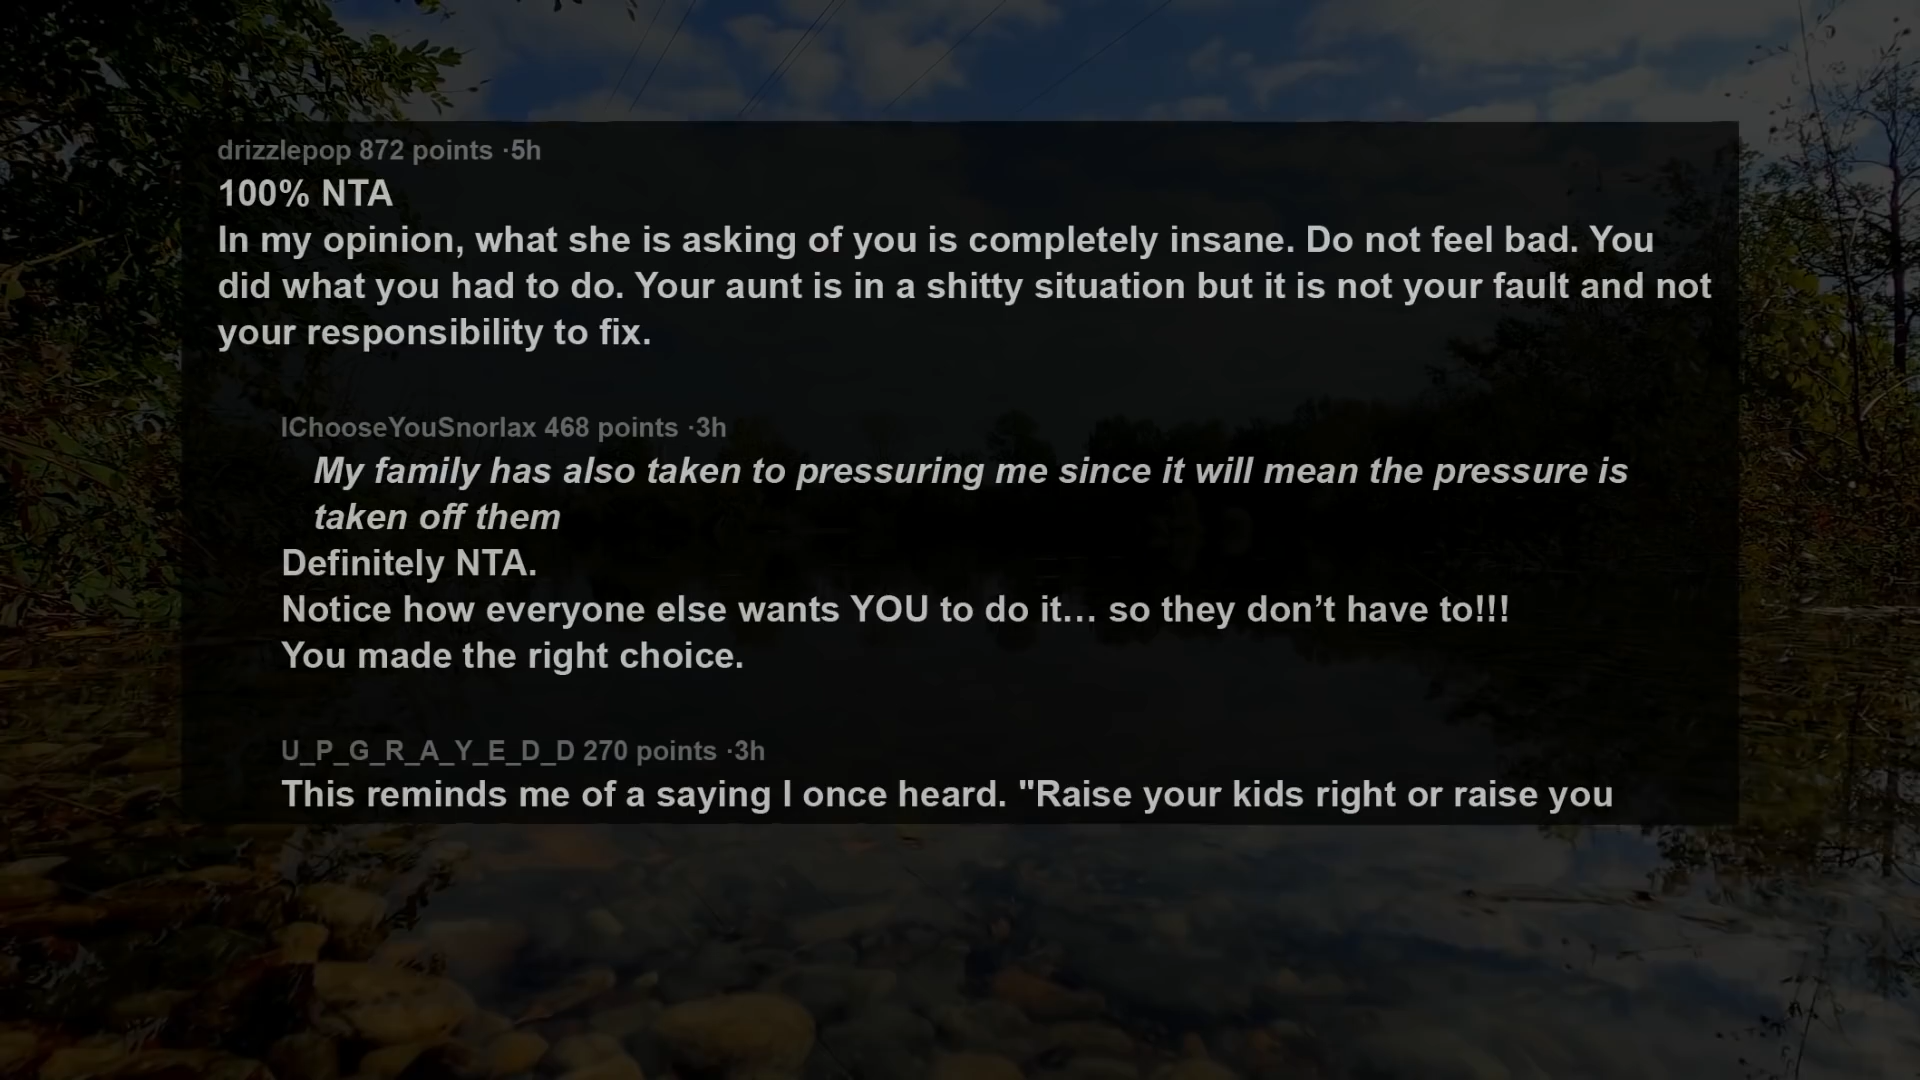 drizzlepop 872 points ·5h
100% NTA
In my opinion, what she is asking of you is completely insane. Do not feel bad. You
did what you had to do. Your aunt is in a shitty situation but it is not your fault and not
your responsibility to fix.
IChooseYouSnorlax 468 points ·3h
My family has also taken to pressuring me since it will mean the pressure is
taken off them
Definitely NTA.
Notice how everyone else wants YOU to do it… so they don’t have to!!!
You made the right choice.
U_P_G_R_A_Y_E_D_D 270 points ·3h
This reminds me of a saying I once heard. "Raise your kids right or raise you